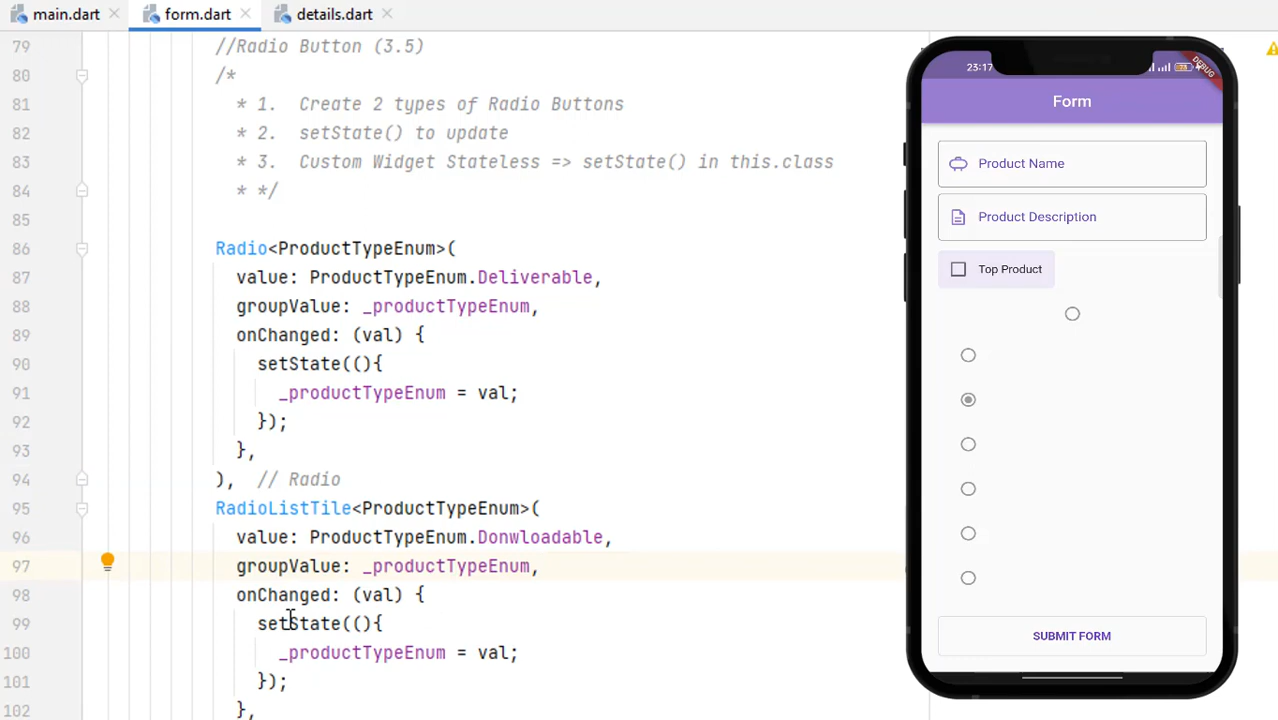 main.dart
form.dart
details.dart
79 //Radio Button (3.5)
80 /*
81 * 1. Create 2 types of Radio Buttons
82 * 2. setState() to update
83 * 3. Custom Widget Stateless => setState() in this.class
84 * */
85
86 Radio<ProductTypeEnum>(
87 value: ProductTypeEnum.Deliverable,
88 groupValue: _productTypeEnum,
89 onChanged: (val) {
90 setState((){
91 _productTypeEnum = val;
92 });
93 },
94 ), // Radio
95 RadioListTile<ProductTypeEnum>(
96 value: ProductTypeEnum.Donwloadable,
97 groupValue: _productTypeEnum,
98 onChanged: (val) {
99 setState((){
100 _productTypeEnum = val;
101 });
102 },
23:17
DEBUG
Form
Product Name
Product Description
Top Product
SUBMIT FORM